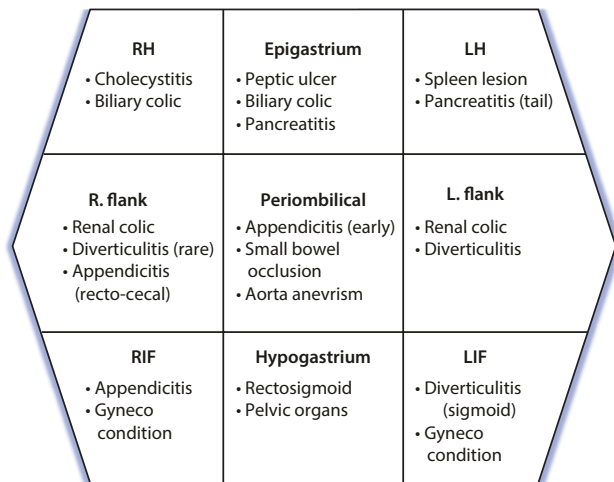 RH
• Cholecystitis
• Biliary colic
Epigastrium
• Peptic ulcer
• Biliary colic
• Pancreatitis
LH
• Spleen lesion
• Pancreatitis (tail)
R. flank
• Renal colic
• Diverticulitis (rare)
• Appendicitis
(recto-cecal)
Periombilical
• Appendicitis (early)
• Small bowel
occlusion
• Aorta anevrism
L. flank
• Renal colic
• Diverticulitis
RIF
• Appendicitis
• Gyneco
condition
Hypogastrium
• Rectosigmoid
• Pelvic organs
LIF
• Diverticulitis
(sigmoid)
• Gyneco
condition